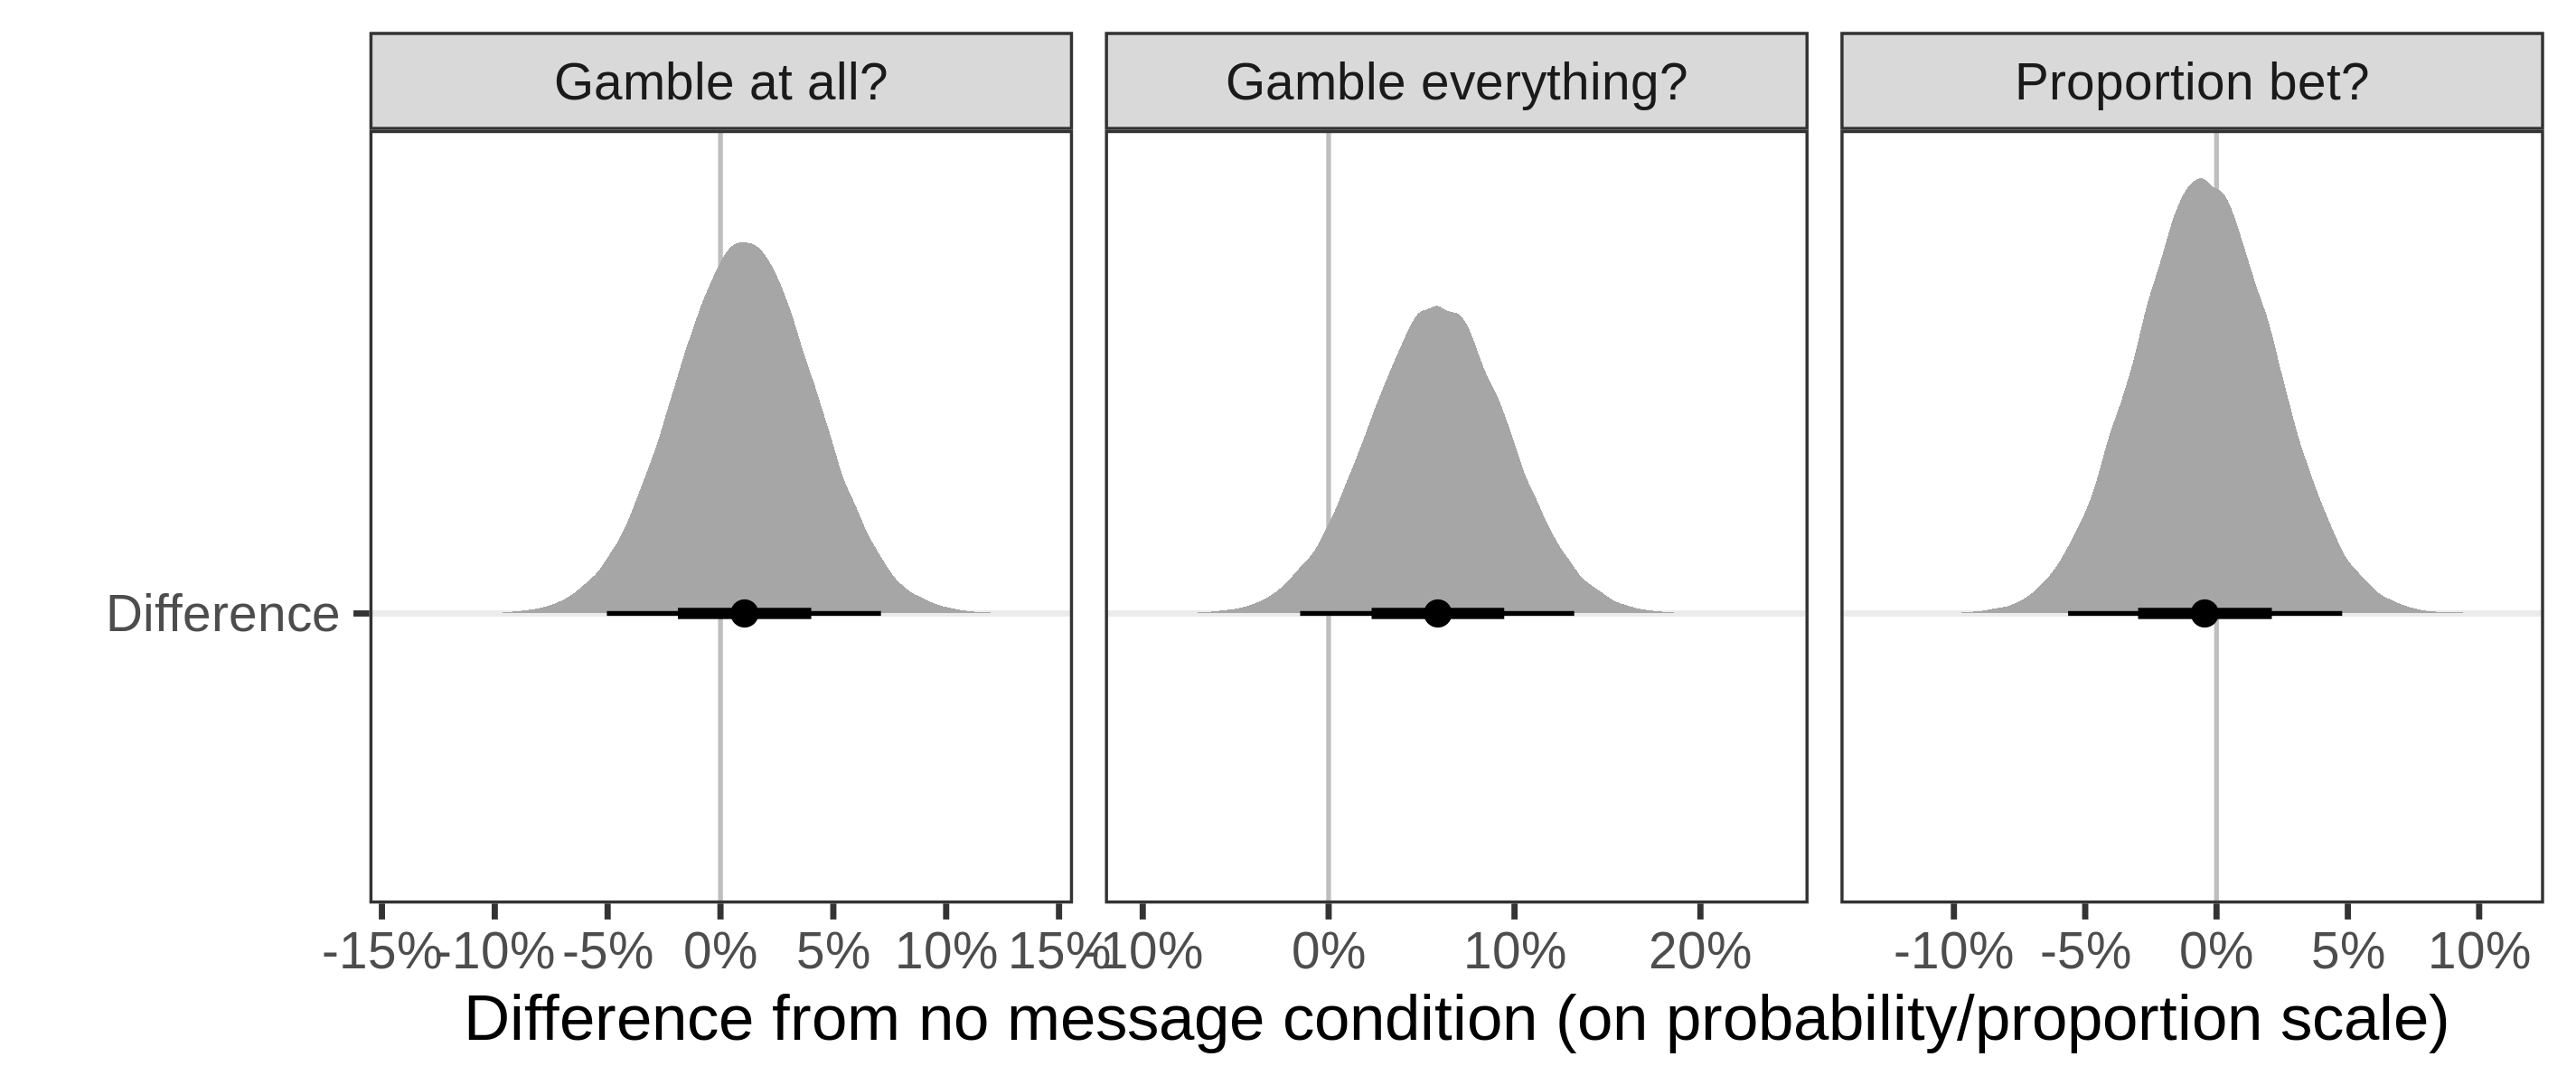 Gamble at all? Gamble everything? Proportion bet?
Difference
-15% -10% -5% 0% 5% 10% 15% -10% 0% 10% 20% -10% -5% 0% 5% 10%
Difference from no message condition (on probability/proportion scale)